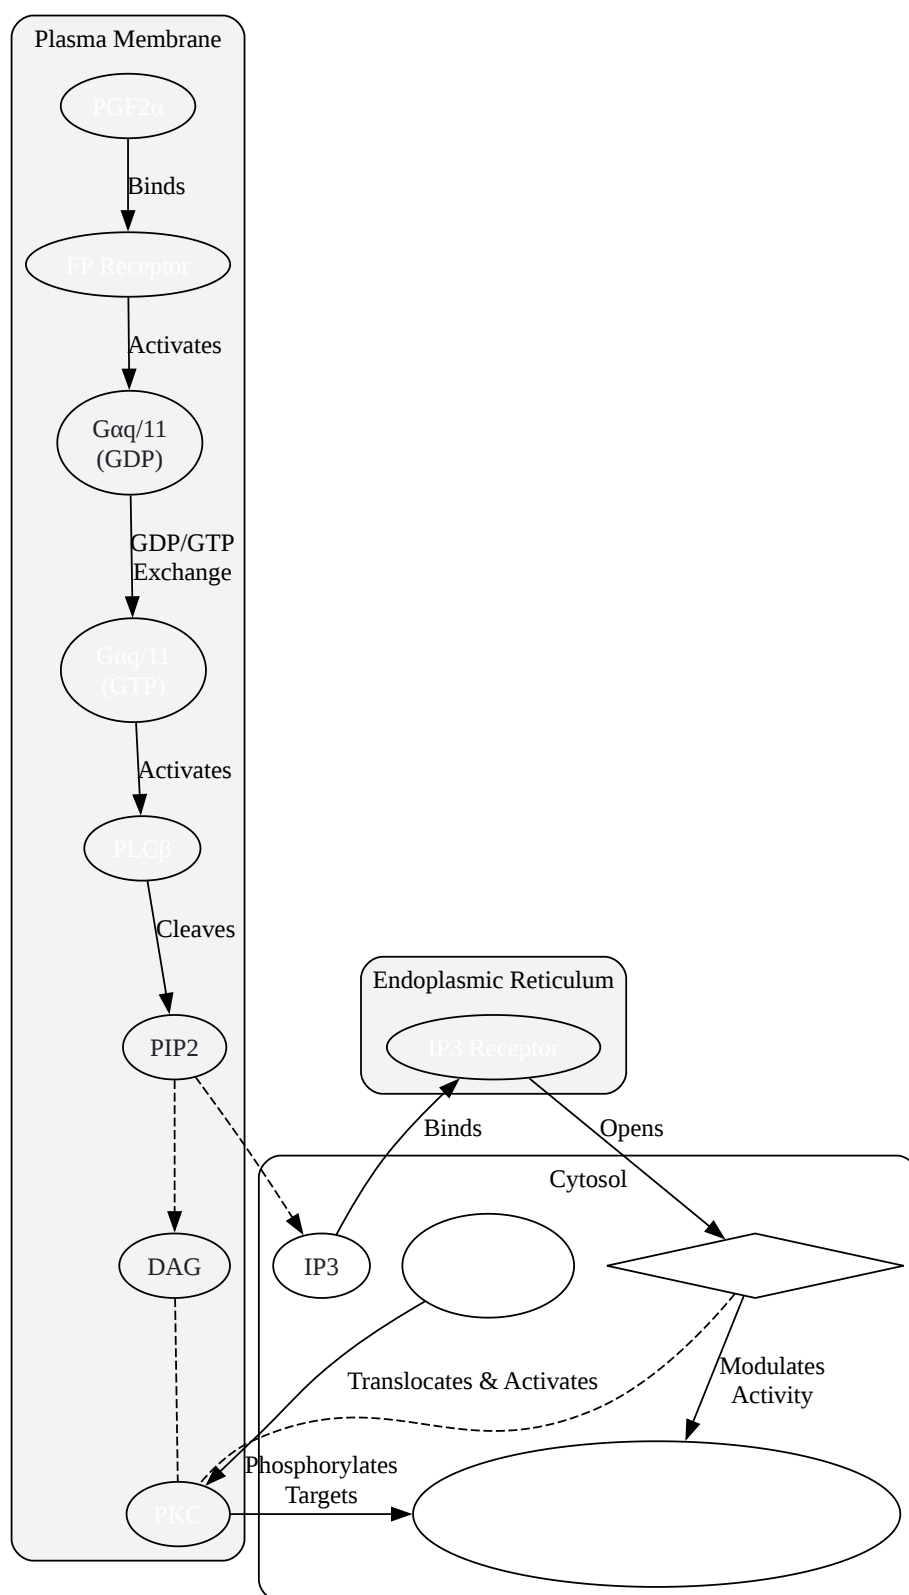 Plasma Membrane
PGF2α
Binds
FP Receptor
Activates
Gαq/11
(GDP)
GDP/GTP
Exchange
Gαq/11
(GTP)
Activates
PLCβ
Cleaves
PIP2
Endoplasmic Reticulum
IP3 Receptor
Binds
Opens
Cytosol
DAG
IP3
Translocates & Activates
Modulates
Activity
Phosphorylates
Targets
PKC